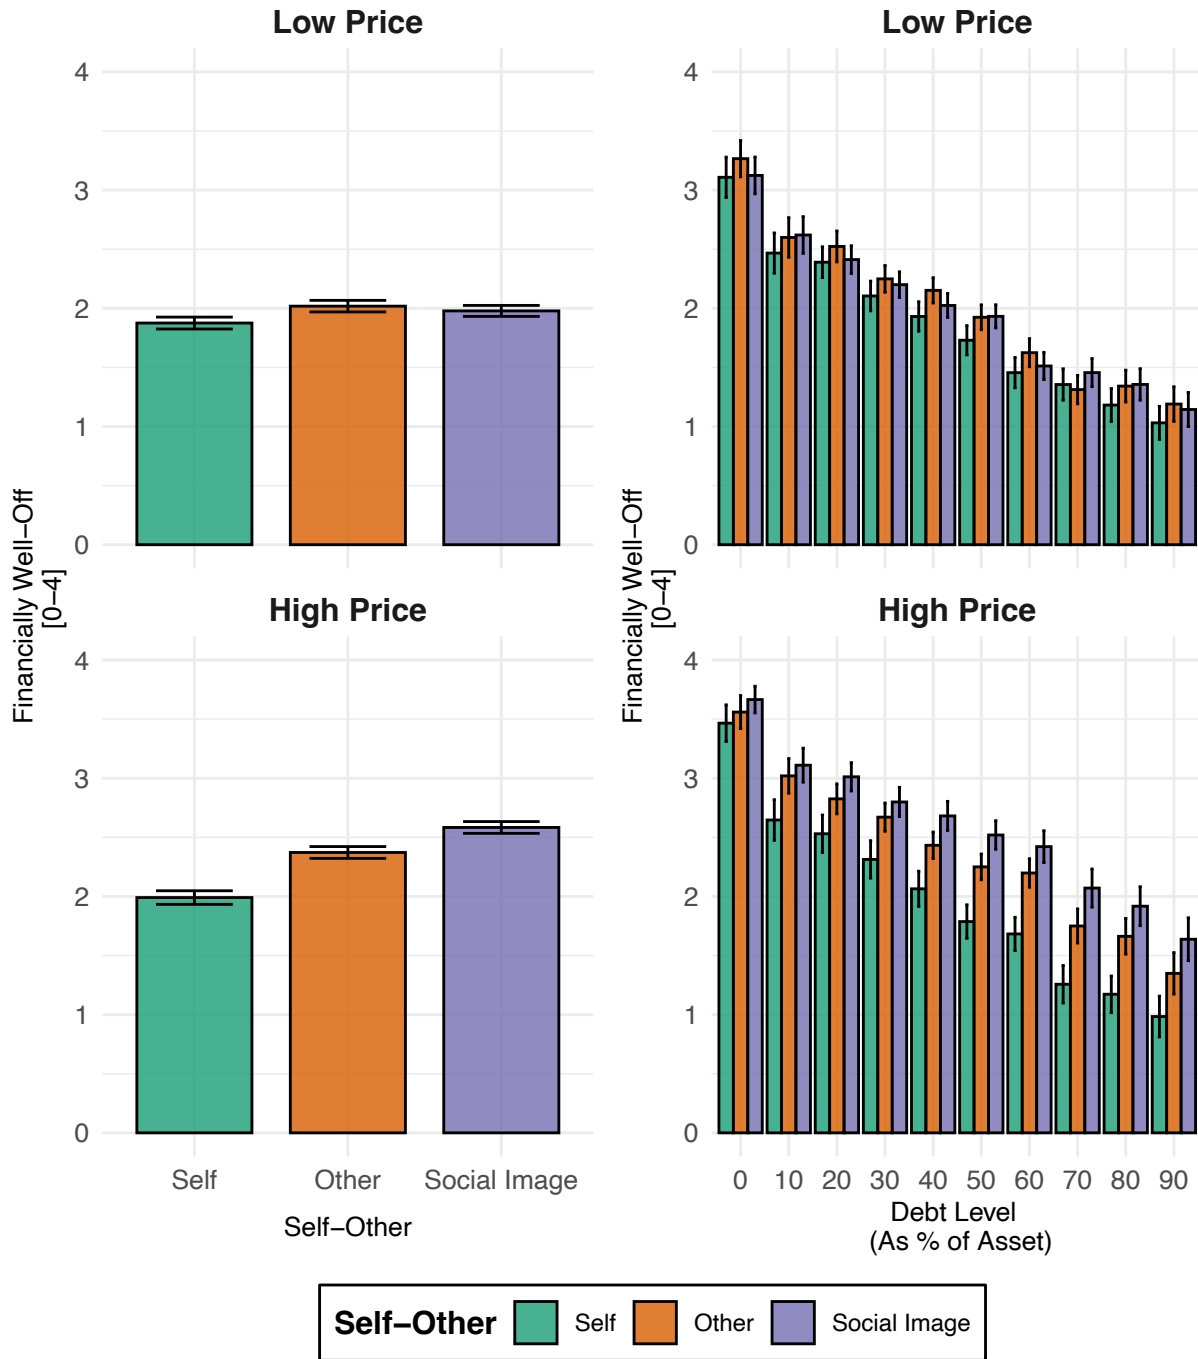 Low Price
Low Price
4
3
2
1
0
4
3
2
1
0
Financially Well−Off
[0−4]
Financially Well−Off
[0−4]
High Price
High Price
4
3
2
1
0
4
3
2
1
0
Self Other Social Image
0 10 20 30 40 50 60 70 80 90
Self−Other
Debt Level
(As % of Asset)
Self−Other Self Other Social Image